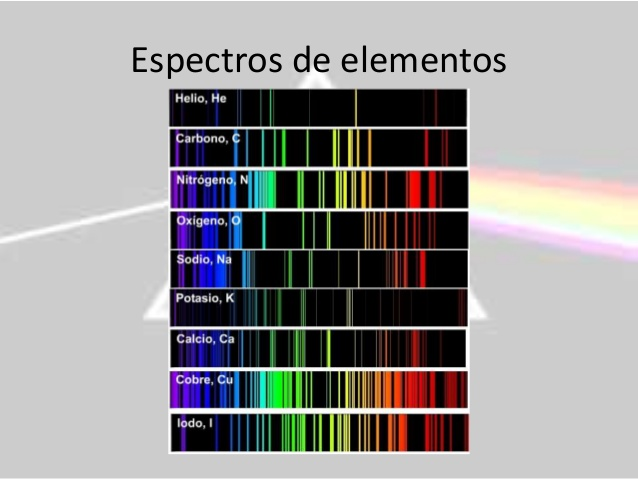 Espectros de elementos
Helio, He
Carbono, C
Nitrógeno, N
Oxígeno, O
Sodio, Na
Potasio, K
Calcio, Ca
Cobre, Cu
Iodo, I